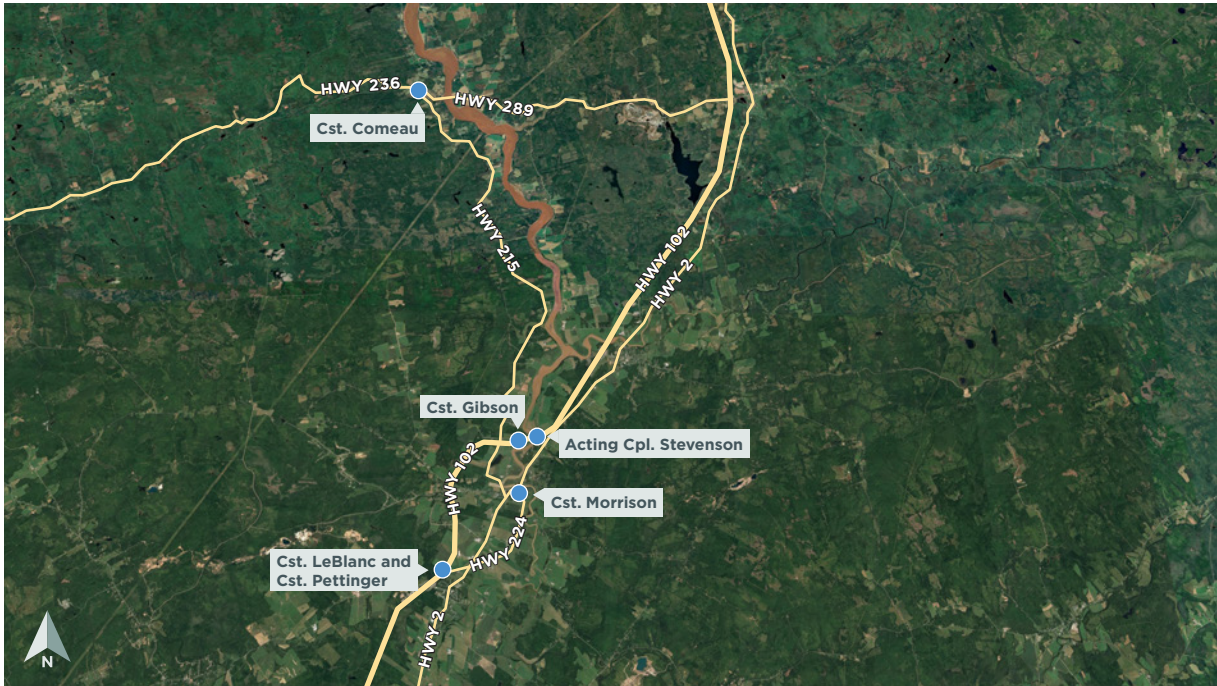 HWY 236
HWY 289
Cst. Comeau
HWY 215
HWY 102
HWY 2
Cst. Gibson
Acting Cpl. Stevenson
HWY 102
Cst. Morrison
HWY 224
Cst. LeBlanc and
Cst. Pettinger
HWY 2
N